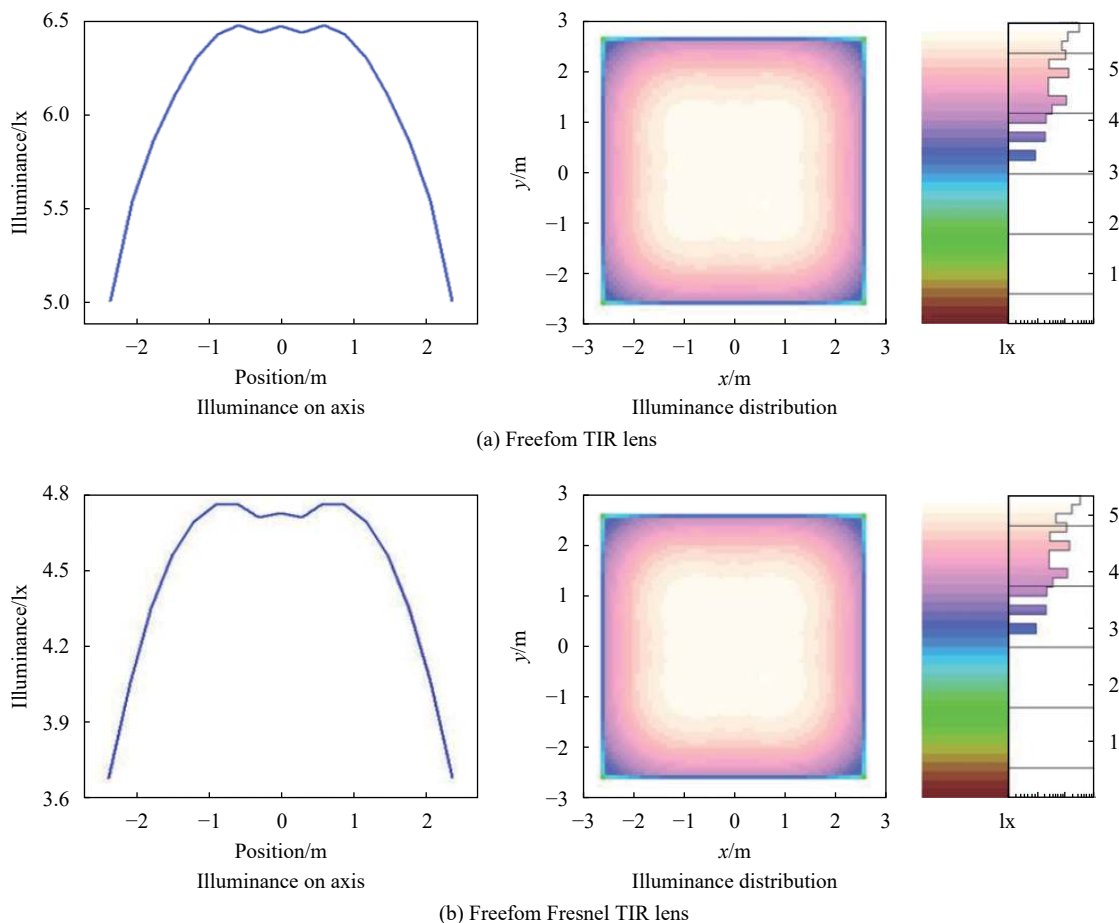 6.5
6.0
5.5
5.0
Illuminance/lx
−2 −1 0 1 2
Position/m
Illuminance on axis
3
2
1
0
−1
−2
−3
y/m
−3 −2 −1 0 1 2 3
x/m
Illuminance distribution
5
4
3
2
1
lx
(a) Freefom TIR lens
4.8
4.5
4.2
3.9
3.6
Illuminance/lx
−2 −1 0 1 2
Position/m
Illuminance on axis
3
2
1
0
−1
−2
−3
y/m
−3 −2 −1 0 1 2 3
x/m
Illuminance distribution
5
4
3
2
1
lx
(b) Freefom Fresnel TIR lens